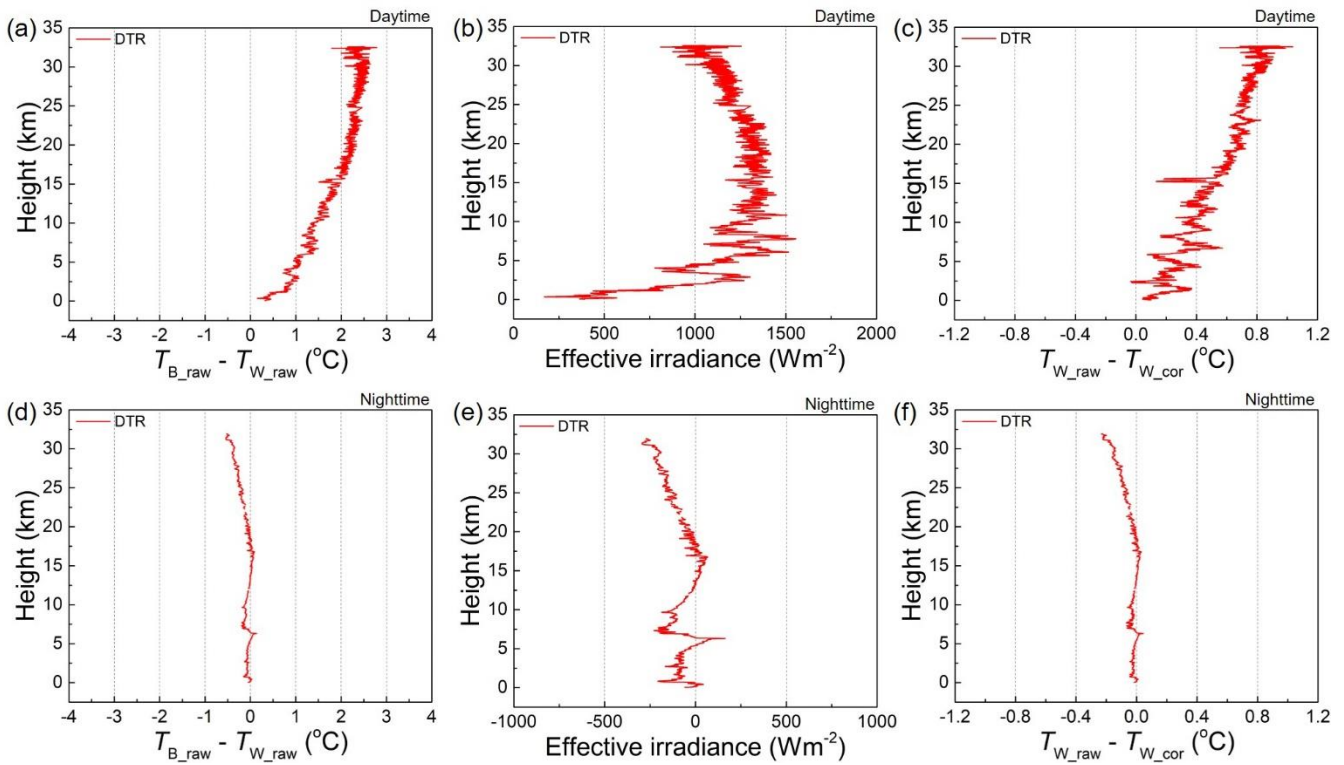 (a)
Daytime
DTR
35
30
25
20
15
10
5
0
Height (km)
-4 -3 -2 -1 0 1 2 3 4
T_B_raw - T_W_raw (°C)
(b)
Daytime
DTR
35
30
25
20
15
10
5
0
Height (km)
0 500 1000 1500 2000
Effective irradiance (Wm-2)
(c)
Daytime
DTR
35
30
25
20
15
10
5
0
Height (km)
-1.2 -0.8 -0.4 0.0 0.4 0.8 1.2
T_W_raw - T_W_cor (°C)
(d)
Nighttime
DTR
35
30
25
20
15
10
5
0
Height (km)
-4 -3 -2 -1 0 1 2 3 4
T_B_raw - T_W_raw (°C)
(e)
Nighttime
DTR
35
30
25
20
15
10
5
0
Height (km)
-1000 -500 0 500 1000
Effective irradiance (Wm-2)
(f)
Nighttime
DTR
35
30
25
20
15
10
5
0
Height (km)
-1.2 -0.8 -0.4 0.0 0.4 0.8 1.2
T_W_raw - T_W_cor (°C)